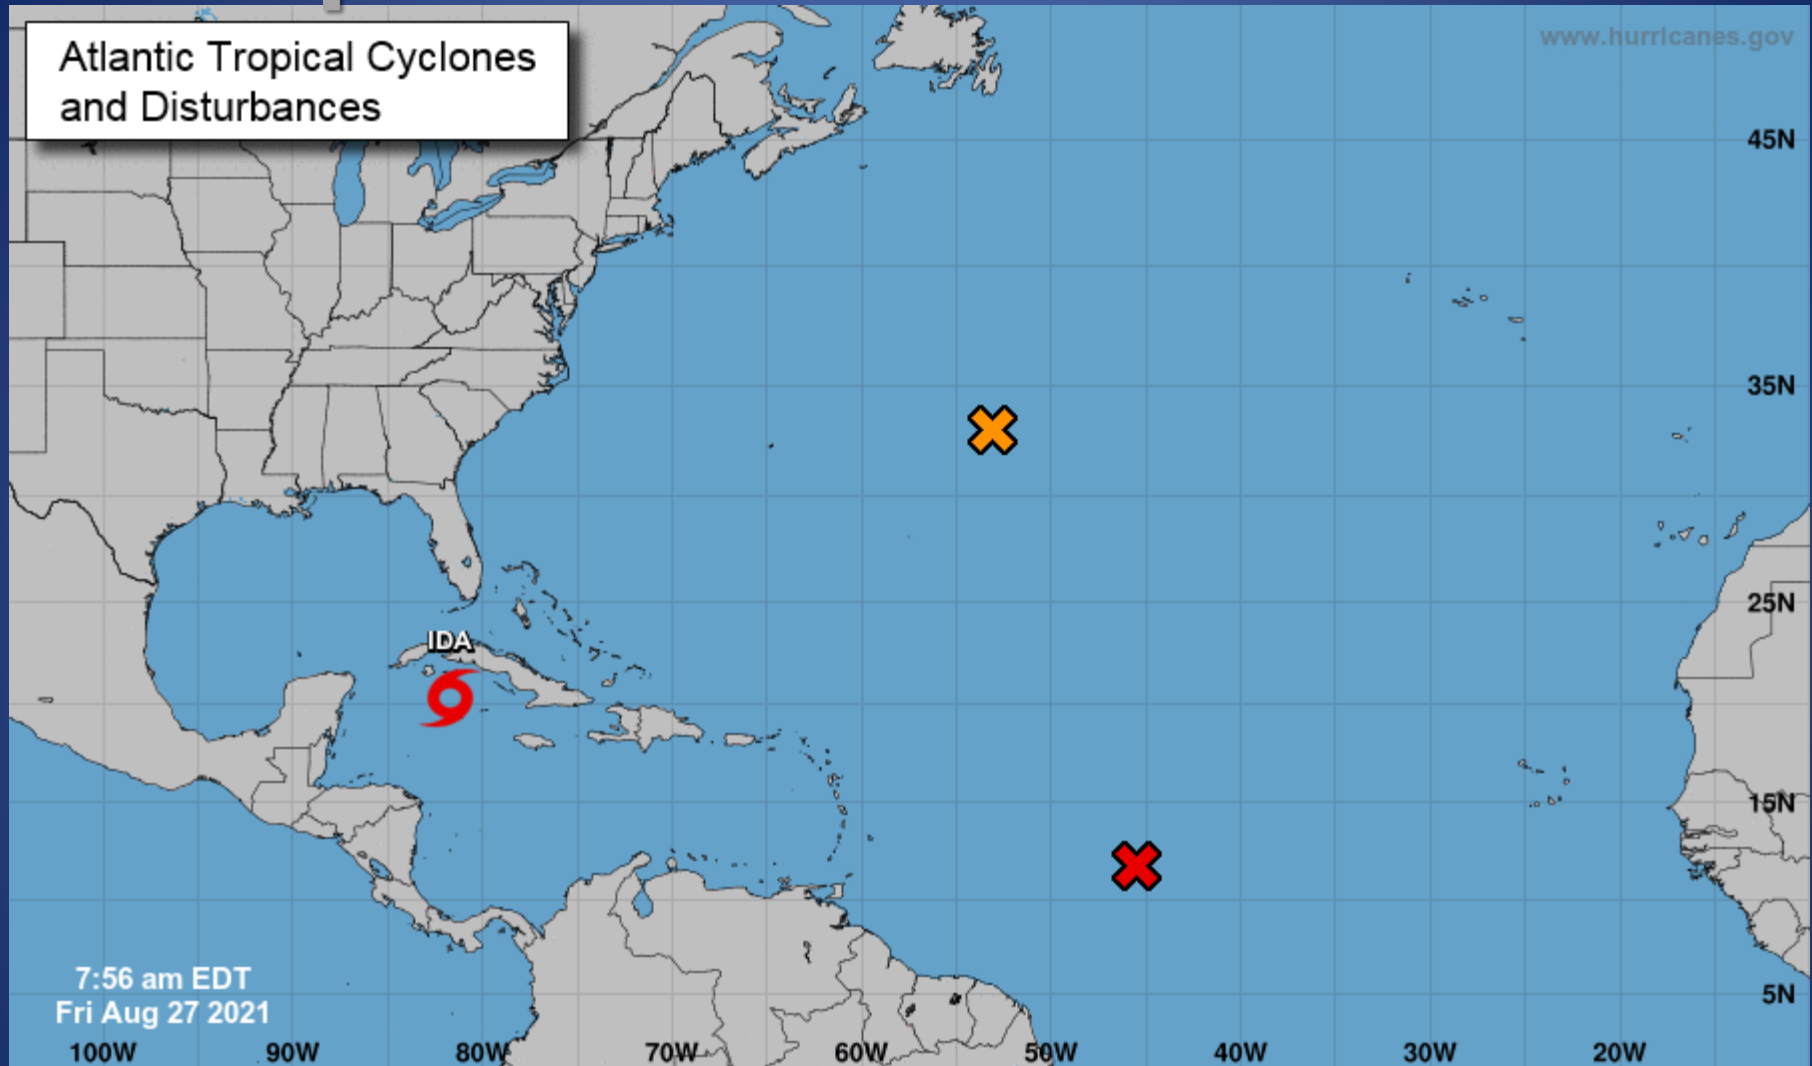 Atlantic Tropical Cyclones
and Disturbances
www.hurricanes.gov
45N
35N
25N
IDA
15N
7:56 am EDT
Fri Aug 27 2021
5N
100W 90W 80W 70W 60W 50W 40W 30W 20W